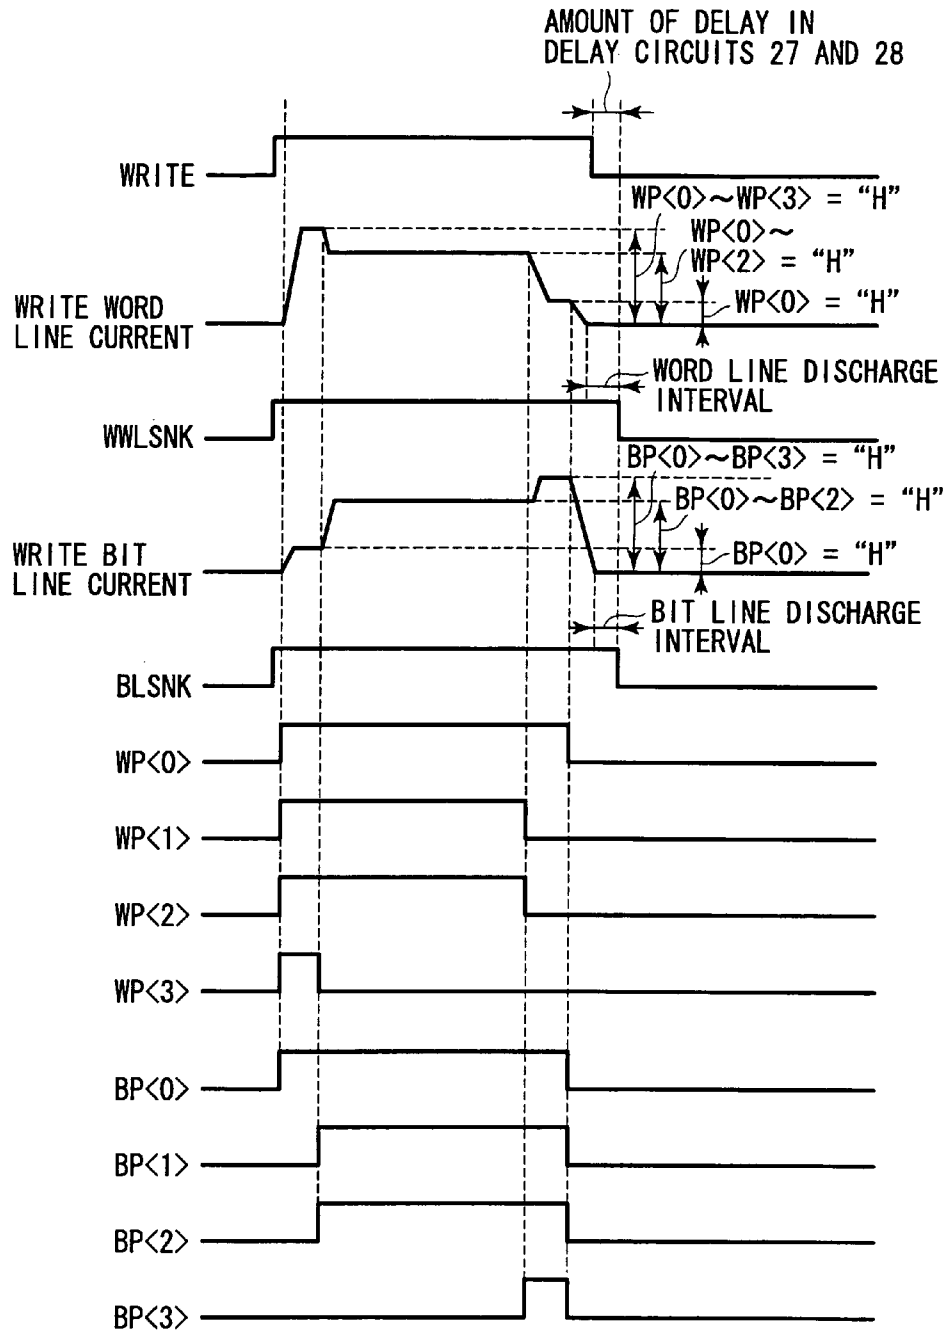 AMOUNT OF DELAY IN
DELAY CIRCUITS 27 AND 28
WRITE
WP<0>～WP<3> = “H”
WP<0>～
WP<2> = “H”
WRITE WORD
LINE CURRENT
WP<0> = “H”
WORD LINE DISCHARGE
INTERVAL
WWLSNK
BP<0>～BP<3> = “H”
BP<0>～BP<2> = “H”
WRITE BIT
LINE CURRENT
BP<0> = “H”
BIT LINE DISCHARGE
INTERVAL
BLSNK
WP<0>
WP<1>
WP<2>
WP<3>
BP<0>
BP<1>
BP<2>
BP<3>